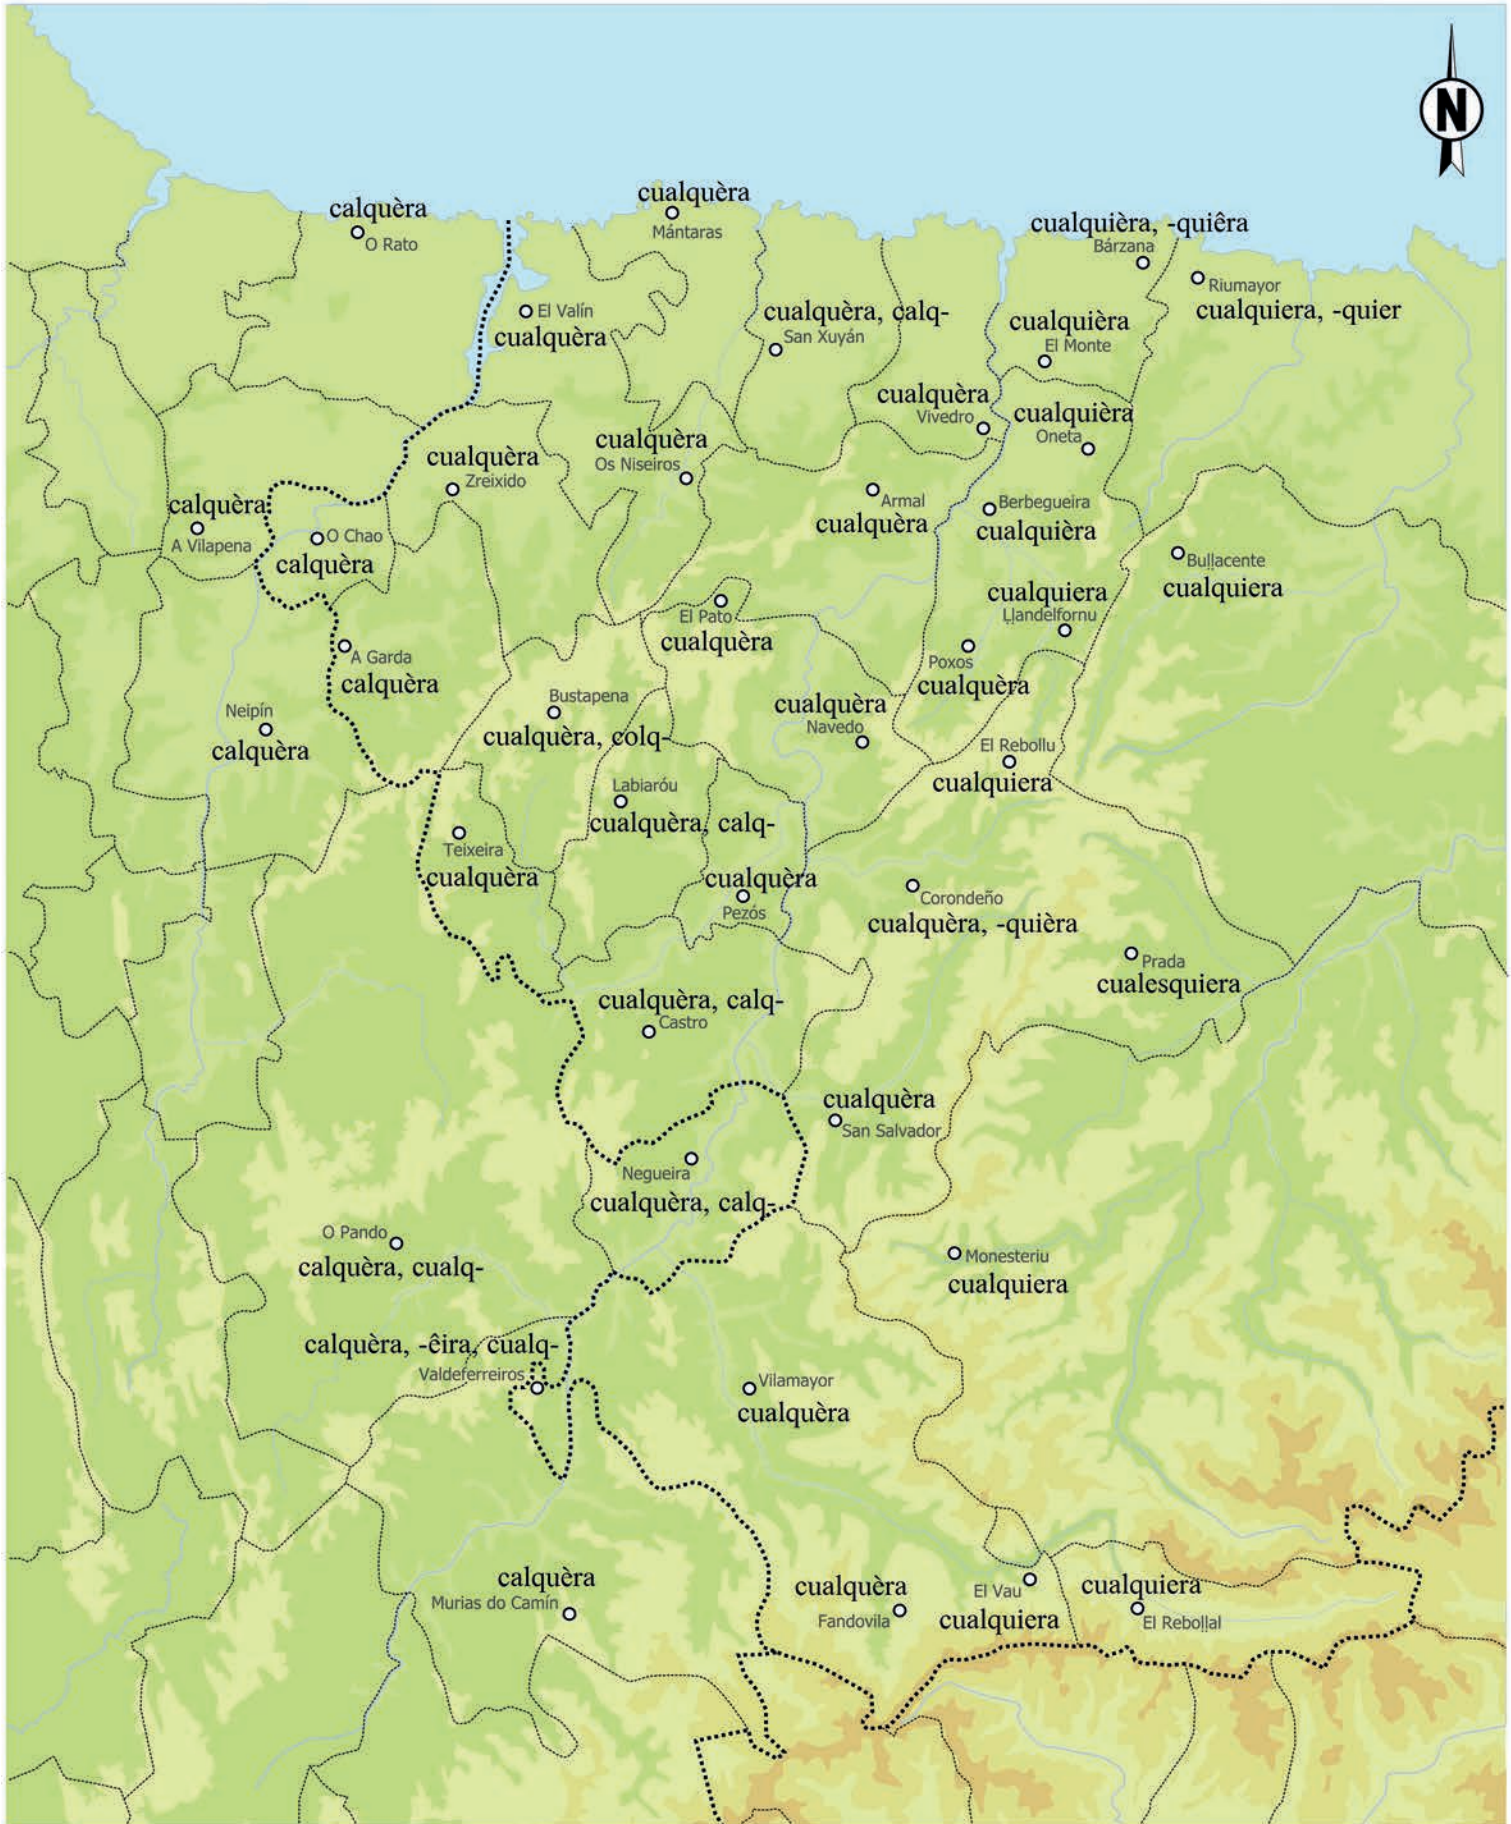 N
cualquèra
Mántaras
calquèra
O Rato
cualquièra, -quiêra
Bárzana
Riumayor
cualquiera, -quier
El Valín
cualquèra
cualquèra, calq-
San Xuyán
cualquièra
El Monte
cualquèra
Vivedro
cualquièra
Oneta
cualquèra
Os Niseiros
cualquèra
Zreixido
calquèra
A Vilapena
O Chao
calquèra
Armal
cualquèra
Berbegueira
cualquièra
Buḷḷacente
cualquiera
cualquiera
Ḷḷandelfornu
El Pato
cualquèra
A Garda
calquèra
Poxos
cualquèra
Neipín
calquèra
Bustapena
cualquèra, colq-
cualquèra
Navedo
El Rebollu
cualquiera
Labiaróu
cualquèra, calq-
Teixeira
cualquèra
cualquèra
Pezós
Corondeño
cualquèra, -quièra
Prada
cualesquiera
cualquèra, calq-
Castro
cualquèra
San Salvador
Negueira
cualquèra, calq-
O Pando
calquèra, cualq-
Monesteriu
cualquiera
calquèra, -êira, cualq-
Valdeferreiros
Vilamayor
cualquèra
calquèra
Murias do Camín
cualquèra
Fandovila
El Vau
cualquiera
cualquiera
El Reboḷḷal